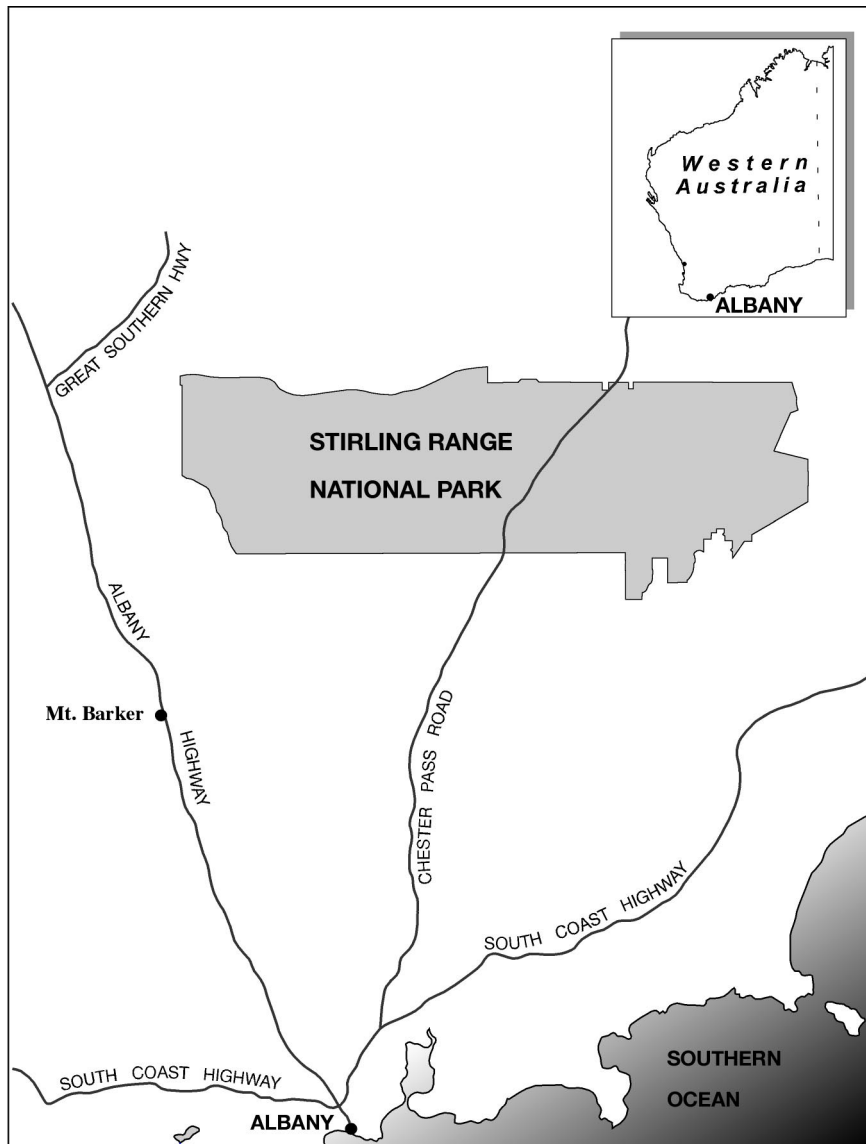 Western
Australia
ALBANY
GREAT SOUTHERN HWY
STIRLING RANGE
NATIONAL PARK
ALBANY
HIGHWAY
Mt. Barker
CHESTER PASS ROAD
SOUTH COAST HIGHWAY
SOUTH COAST HIGHWAY
SOUTHERN
OCEAN
ALBANY